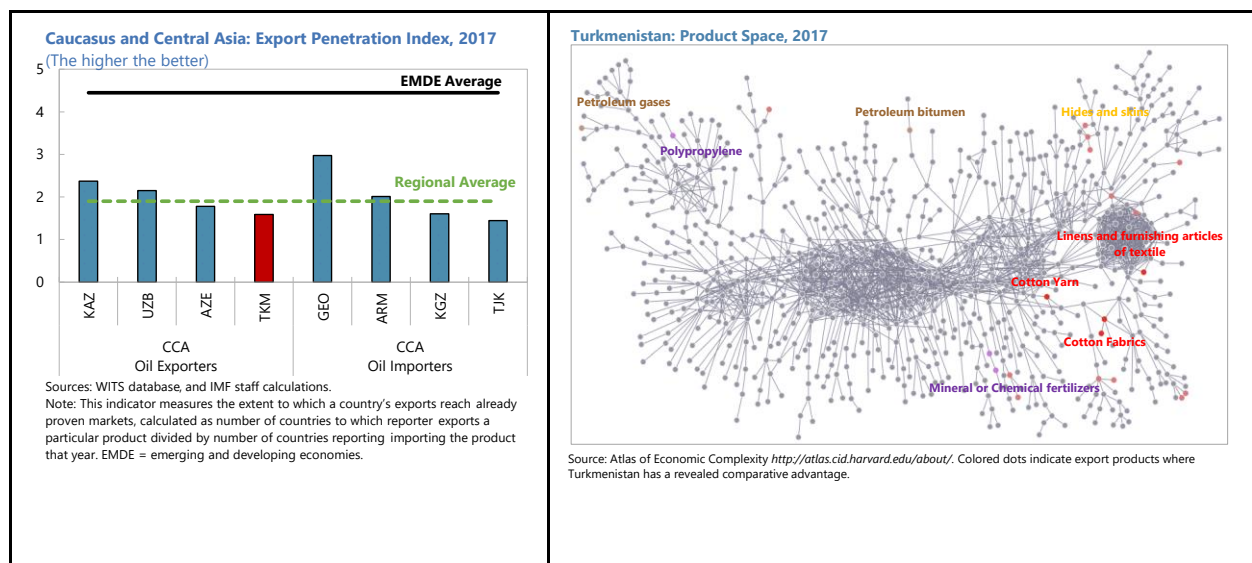 Caucasus and Central Asia: Export Penetration Index, 2017
(The higher the better)
5
4
3
2
1
0
EMDE Average
Regional Average
KAZ
UZB
AZE
TKM
GEO
ARM
KGZ
TJK
CCA
Oil Exporters
CCA
Oil Importers
Sources: WITS database, and IMF staff calculations.
Note: This indicator measures the extent to which a country's exports reach already
proven markets, calculated as number of countries to which reporter exports a
particular product divided by number of countries reporting importing the product
that year. EMDE = emerging and developing economies.
Turkmenistan: Product Space, 2017
Petroleum gases
Petroleum bitumen
Hides and skins
Polypropylene
Linens and furnishing articles
of textile
Cotton Yarn
Cotton Fabrics
Mineral or Chemical fertilizers
Source: Atlas of Economic Complexity http://atlas.cid.harvard.edu/about/. Colored dots indicate export products where
Turkmenistan has a revealed comparative advantage.